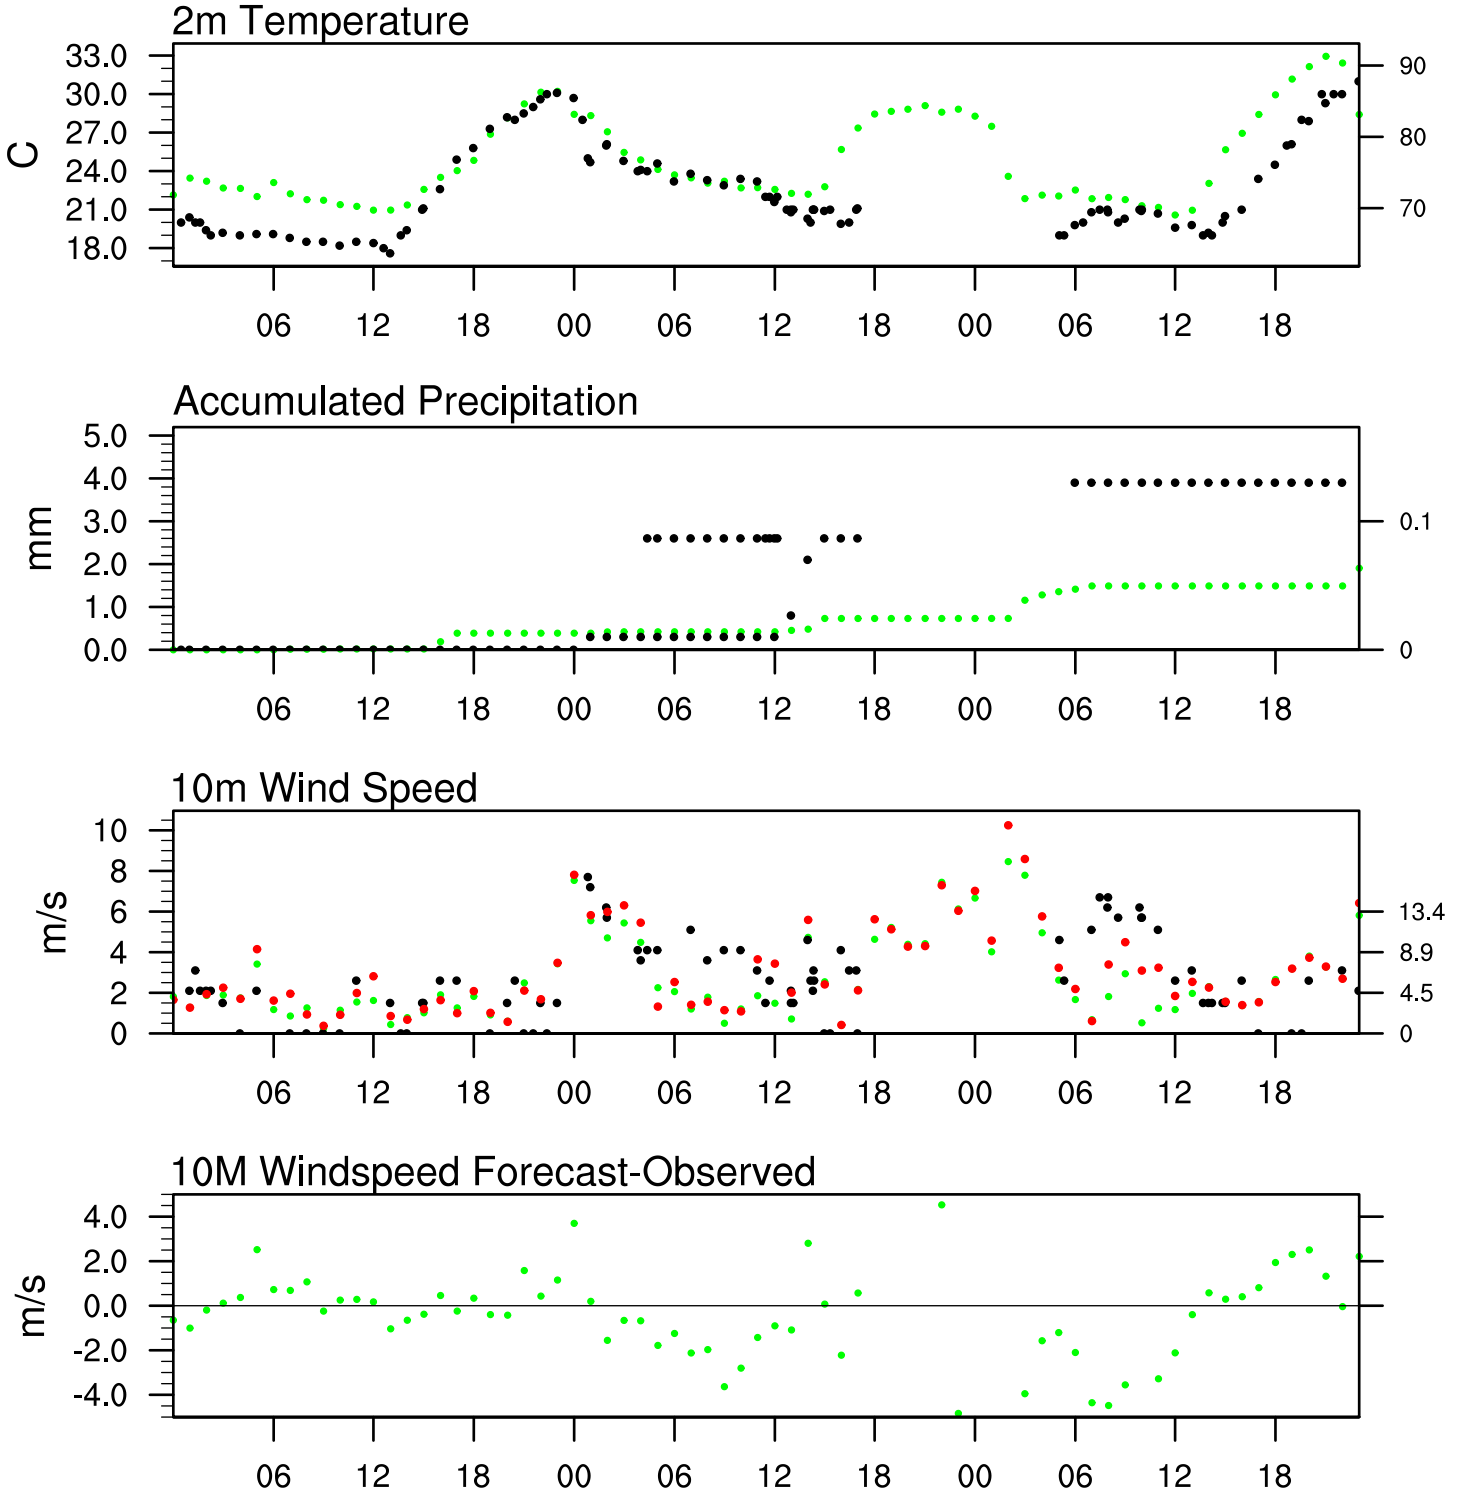 2m Temperature
33.0
30.0
27.0
24.0
21.0
18.0
C
90
80
70
06 12 18 00 06 12 18 00 06 12 18
Accumulated Precipitation
5.0
4.0
3.0
2.0
1.0
0.0
mm
0.1
0
06 12 18 00 06 12 18 00 06 12 18
10m Wind Speed
10
8
6
4
2
0
m/s
13.4
8.9
4.5
0
06 12 18 00 06 12 18 00 06 12 18
10M Windspeed Forecast-Observed
4.0
2.0
0.0
-2.0
-4.0
m/s
06 12 18 00 06 12 18 00 06 12 18